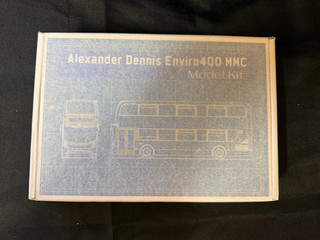 Alexander Dennis Enviro400 MMC
Model Kit